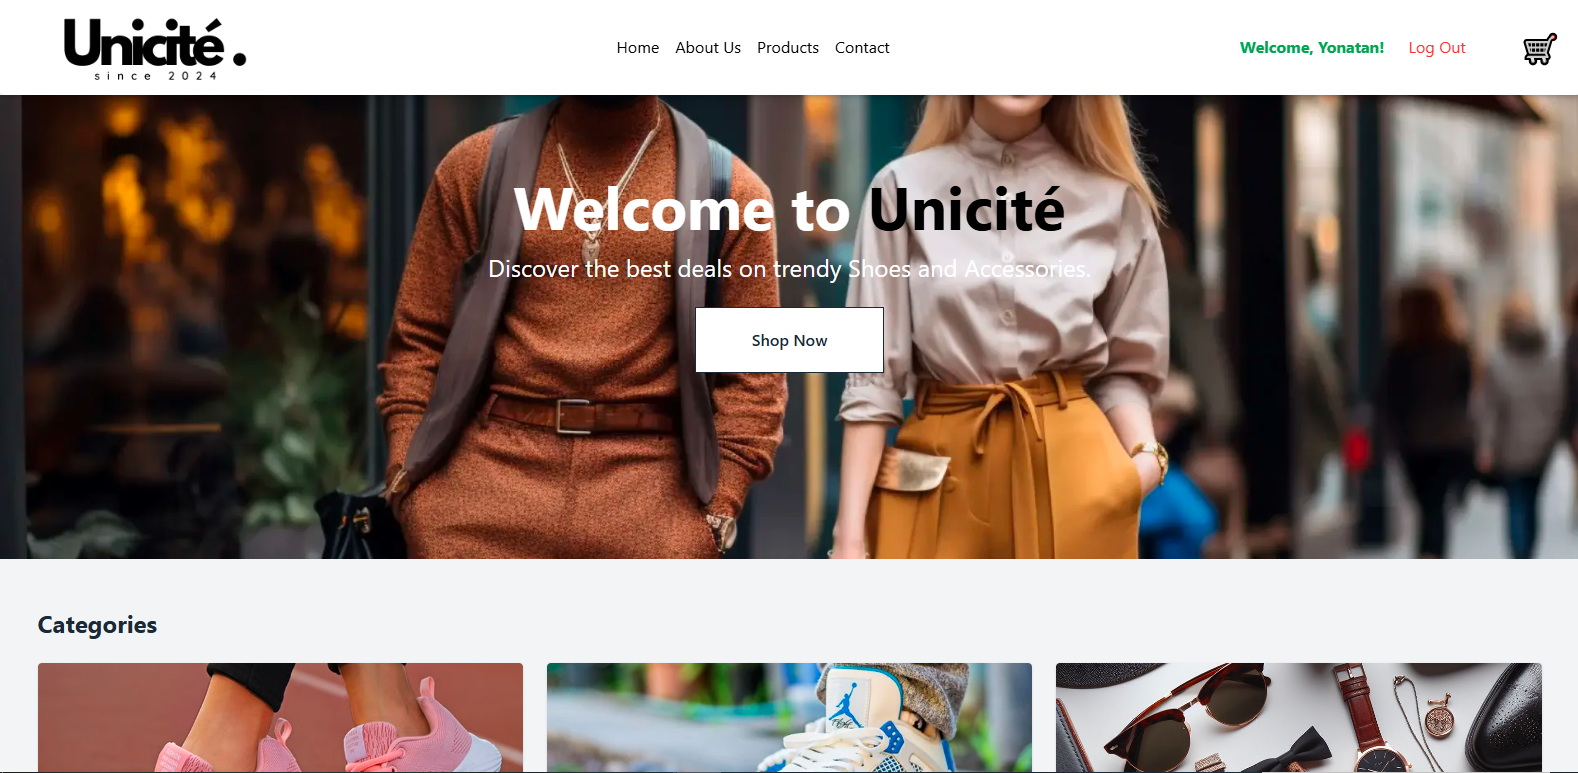 Unicité.
since 2024
Home About Us Products Contact
Welcome, Yonatan! Log Out
Welcome to Unicité
Discover the best deals on trendy Shoes and Accessories.
Shop Now
Categories
Flight